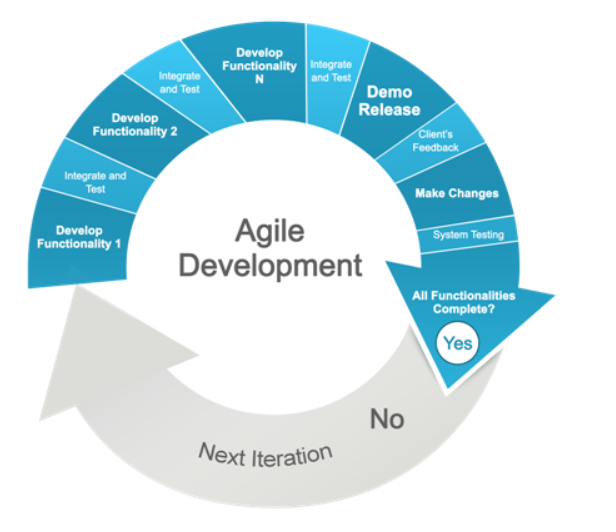 Develop
Functionality 1
Integrate and
Test
Develop
Functionality 2
Integrate
and Test
Develop
Functionality
N
Integrate
and Test
Demo
Release
Client's
Feedback
Make Changes
System Testing
All Functionalities
Complete?
Yes
No
Next Iteration
Agile
Development